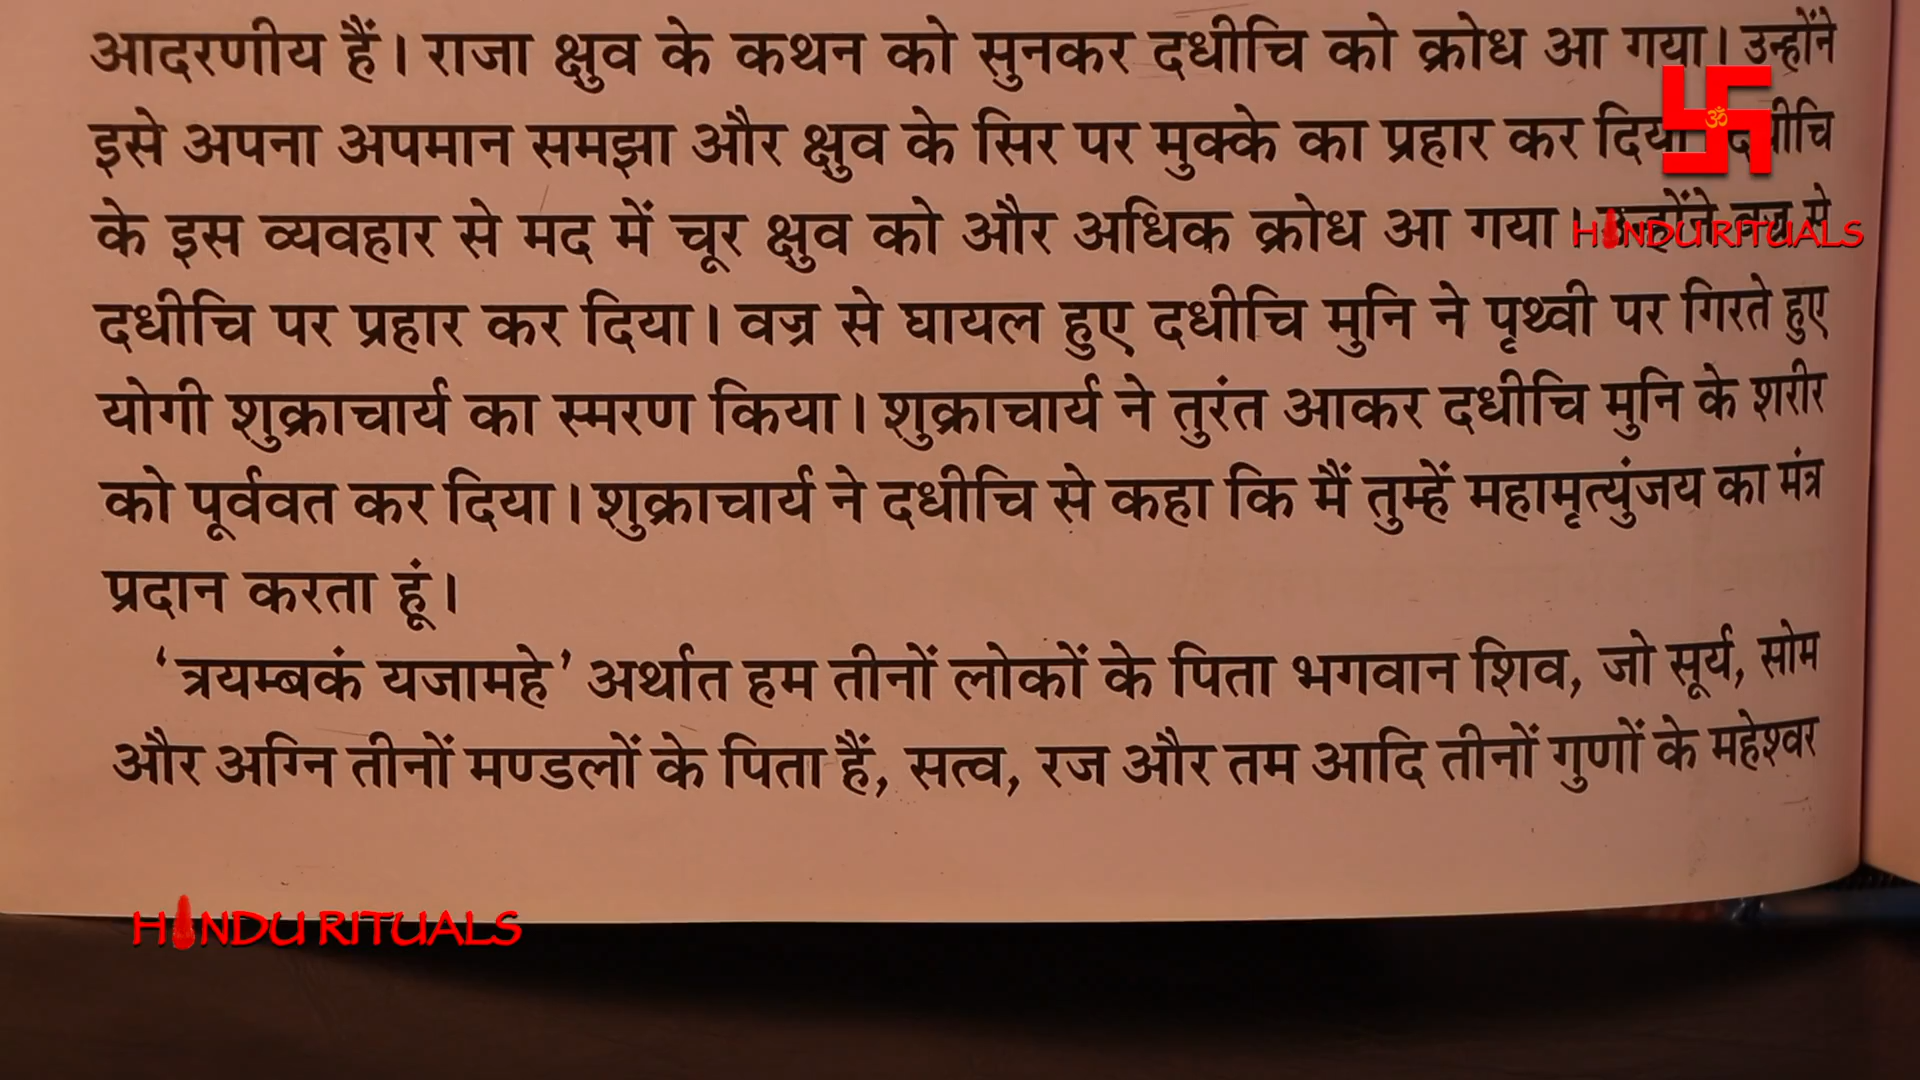 आदरणीय हैं। राजा क्षुव के कथन को सुनकर दधीचि को क्रोध आ गया। उन्होंने
इसे अपना अपमान समझा और क्षुव के सिर पर मुक्के का प्रहार कर दिया दधीचि
के इस व्यवहार से मद में चूर क्षुव को और अधिक क्रोध आ गया। उन्होंने वज्र से
HINDU RITUALS
दधीचि पर प्रहार कर दिया। वज्र से घायल हुए दधीचि मुनि ने पृथ्वी पर गिरते हुए
योगी शुक्राचार्य का स्मरण किया। शुक्राचार्य ने तुरंत आकर दधीचि मुनि के शरीर
को पूर्ववत कर दिया। शुक्राचार्य ने दधीचि से कहा कि मैं तुम्हें महामृत्युंजय का मंत्र
प्रदान करता हूं।
‘त्रयम्बकं यजामहे’ अर्थात हम तीनों लोकों के पिता भगवान शिव, जो सूर्य, सोम
और अग्नि तीनों मण्डलों के पिता हैं, सत्व, रज और तम आदि तीनों गुणों के महेश्वर
HINDU RITUALS
ॐ